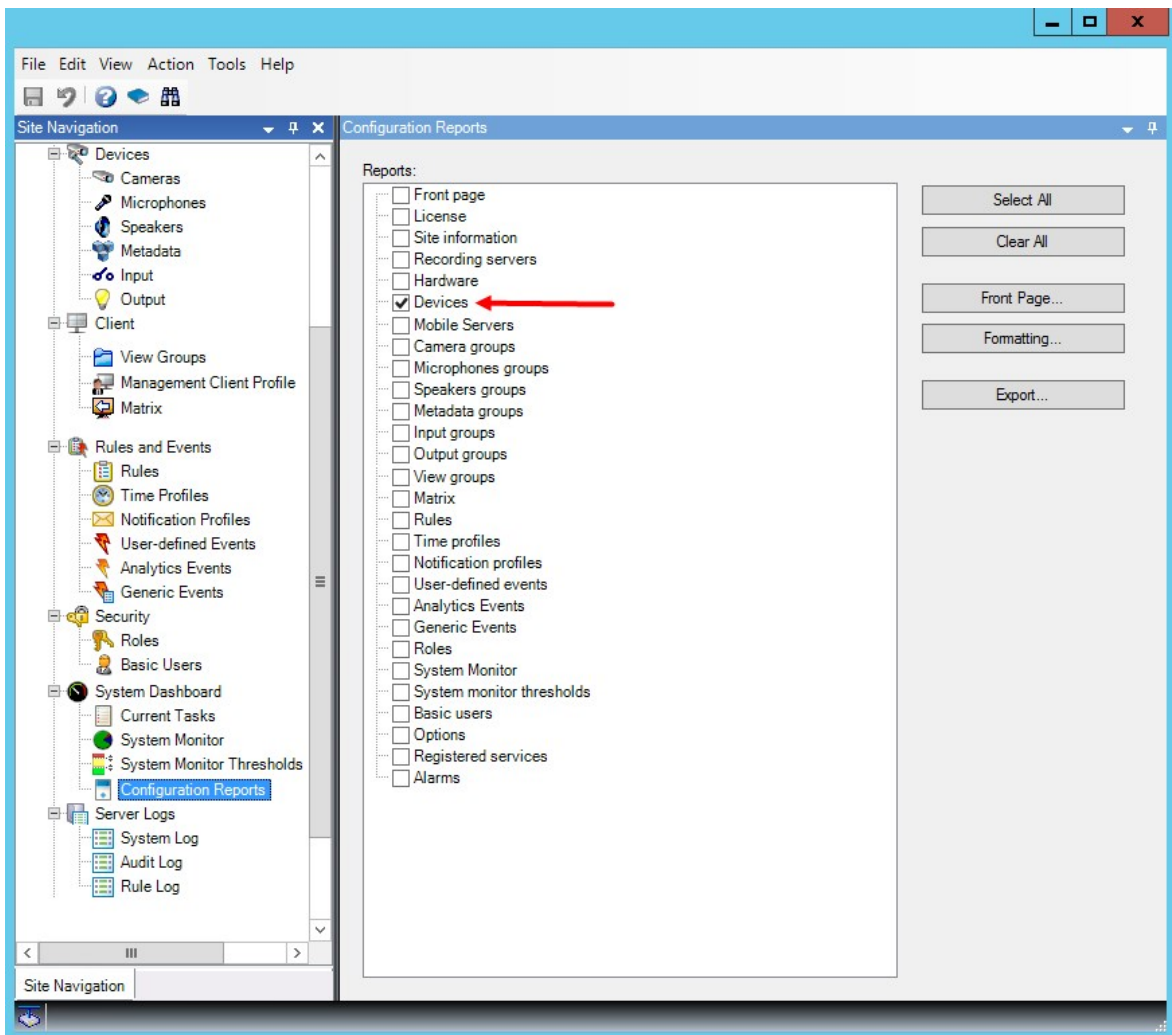 File Edit View Action Tools Help
Site Navigation
Devices
Cameras
Microphones
Speakers
Metadata
Input
Output
Client
View Groups
Management Client Profile
Matrix
Rules and Events
Rules
Time Profiles
Notification Profiles
User-defined Events
Analytics Events
Generic Events
Security
Roles
Basic Users
System Dashboard
Current Tasks
System Monitor
System Monitor Thresholds
Configuration Reports
Server Logs
System Log
Audit Log
Rule Log
Site Navigation
Configuration Reports
Reports:
Front page
License
Site information
Recording servers
Hardware
Devices
Mobile Servers
Camera groups
Microphones groups
Speakers groups
Metadata groups
Input groups
Output groups
View groups
Matrix
Rules
Time profiles
Notification profiles
User-defined events
Analytics Events
Generic Events
Roles
System Monitor
System monitor thresholds
Basic users
Options
Registered services
Alarms
Select All
Clear All
Front Page...
Formatting...
Export...